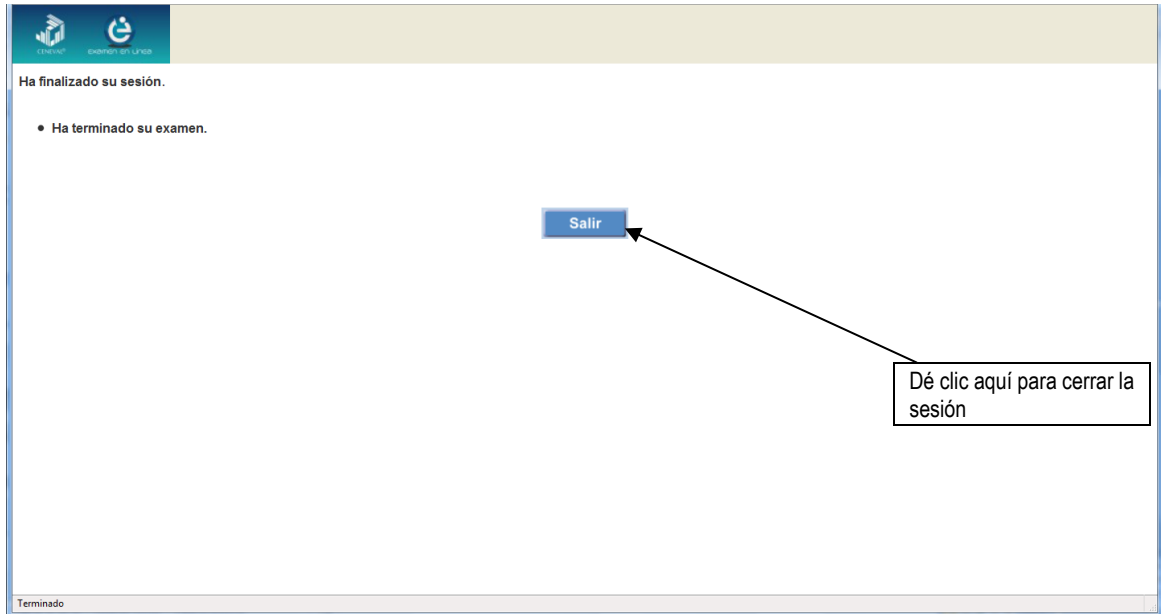 CENEVAL®
Examen en Línea
Ha finalizado su sesión.
• Ha terminado su examen.
Salir
Dé clic aquí para cerrar la
sesión
Terminado